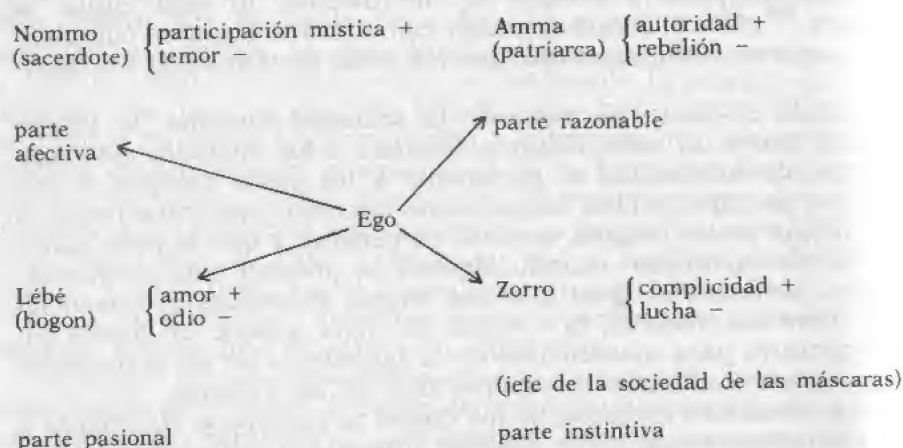 Nommo
(sacerdote)
participación mistica +
temor −
Amma
(patriarca)
autoridad +
rebelión −
parte
afectiva
parte razonable
Ego
Lébé
(hogon)
amor +
odio −
Zorro
complicidad +
lucha −
(jefe de la sociedad de las máscaras)
parte pasional
parte instintiva